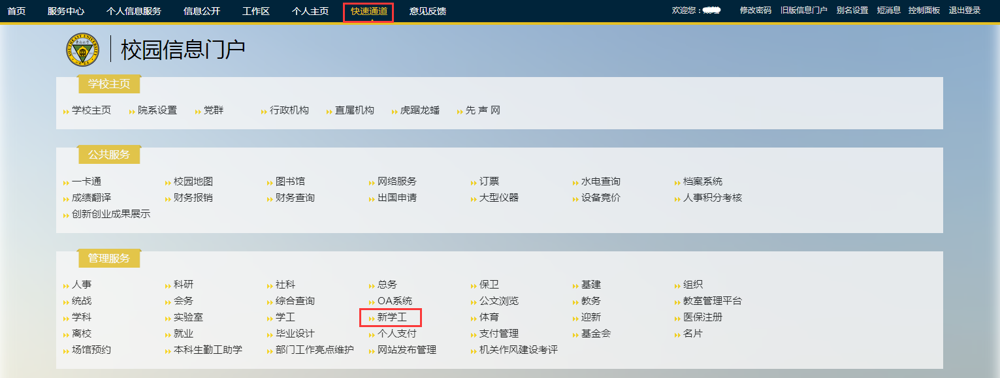 首页 服务中心 个人信息服务 信息公开 工作区 个人主页 快速通道 意见反馈 欢迎您： 修改密码 旧版信息门户 别名设置 短消息 控制面板 退出登录
SOUTHEAST UNIVERSITY
校园信息门户
学校主页
学校主页 院系设置 党群 行政机构 直属机构 虎踞龙蟠 先 声 网
公共服务
一卡通 校园地图 图书馆 网络服务 订票 水电查询 档案系统
成绩翻译 财务报销 财务查询 出国申请 大型仪器 设备竞价 人事积分考核
创新创业成果展示
管理服务
人事 科研 社科 总务 保卫 基建 组织
统战 会务 综合查询 OA系统 公文浏览 教务 教室管理平台
学科 实验室 学工 新学工 体育 迎新 医保注册
离校 就业 毕业设计 个人支付 支付管理 基金会 名片
场馆预约 本科生勤工助学 部门工作亮点维护 网站发布管理 机关作风建设考评